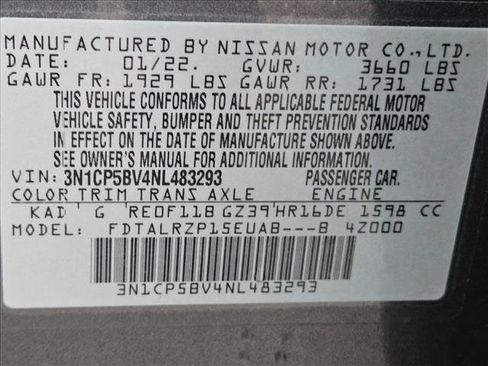 MANUFACTURED BY NISSAN MOTOR CO., LTD.
DATE: 01/22. GVWR: 3660 LBS
GAWR FR: 1929 LBS GAWR RR: 1731 LBS
THIS VEHICLE CONFORMS TO ALL APPLICABLE FEDERAL MOTOR
VEHICLE SAFETY, BUMPER AND THEFT PREVENTION STANDARDS
IN EFFECT ON THE DATE OF MANUFACTURE SHOWN ABOVE.
SEE OWNER'S MANUAL FOR ADDITIONAL INFORMATION.
VIN: 3N1CP5BV4NL483293 PASSENGER CAR.
COLOR TRIM TRANS AXLE ENGINE
KAD G RE0F11B GZ39 HR16DE 1598 CC
MODEL: FDTALRZP15EUAB---B 4Z000
3N1CP5BV4NL483293